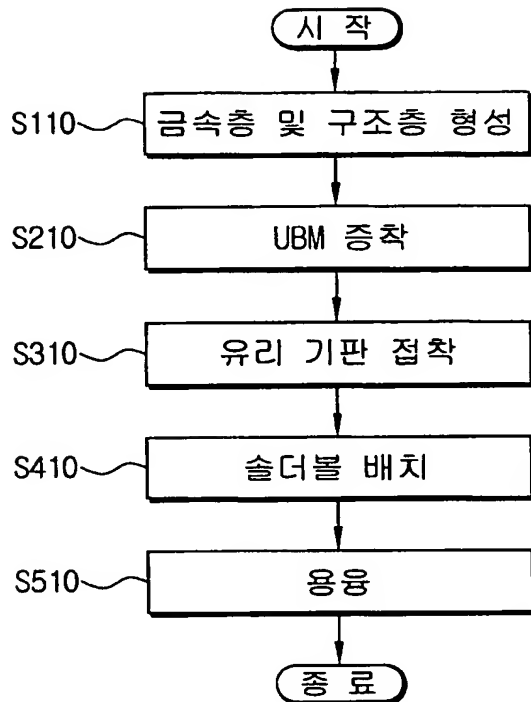 시 작
S110 금속층 및 구조층 형성
S210 UBM 증착
S310 유리 기판 접착
S410 솔더볼 배치
S510 용융
종 료